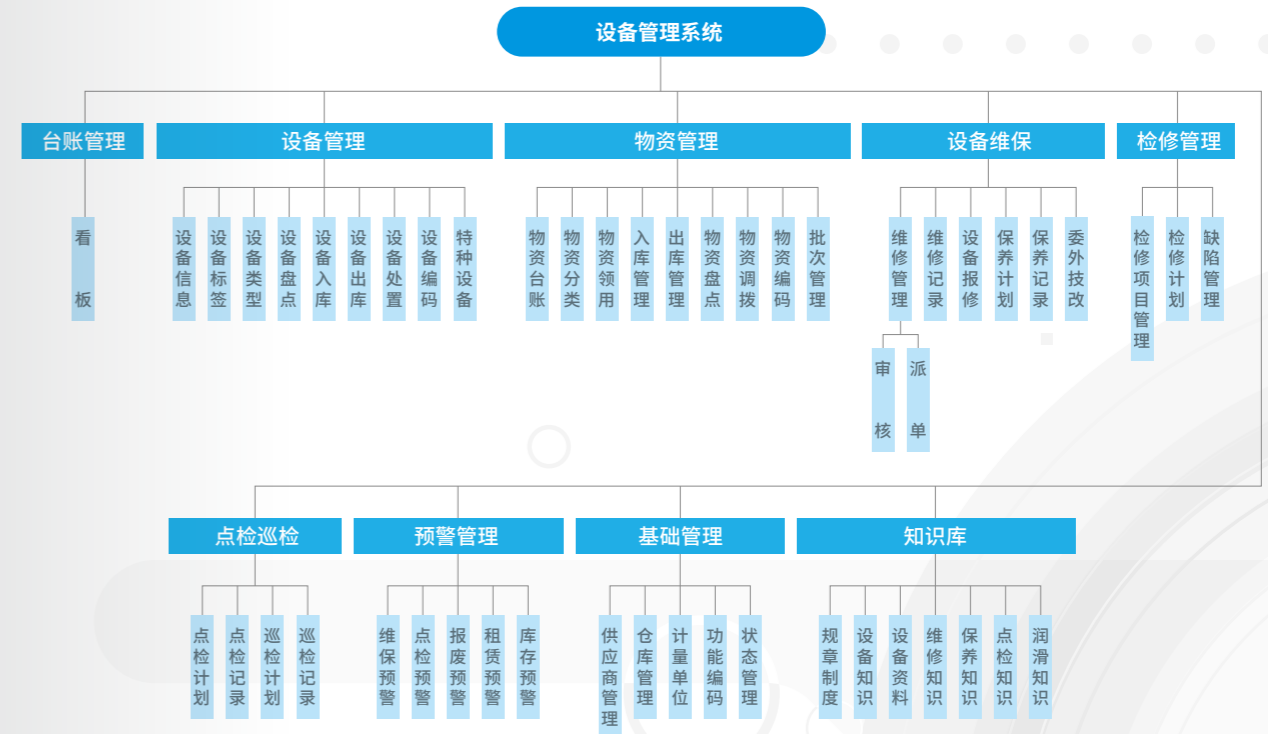 设备管理系统
台账管理
设备管理
物资管理
设备维保
检修管理
看板
设备信息
设备标签
设备类型
设备盘点
设备入库
设备出库
设备处置
设备编码
特种设备
物资台账
物资分类
物资领用
入库管理
出库管理
物资盘点
物资调拨
物资编码
批次管理
维修管理
维修记录
设备报修
保养计划
保养记录
委外技改
检修项目管理
检修计划
缺陷管理
审核
派单
点检巡检
预警管理
基础管理
知识库
点检计划
点检记录
巡检计划
巡检记录
维保预警
点检预警
报废预警
租赁预警
库存预警
供应商管理
仓库管理
计量单位
功能编码
状态管理
规章制度
设备知识
设备资料
维修知识
保养知识
点检知识
润滑知识